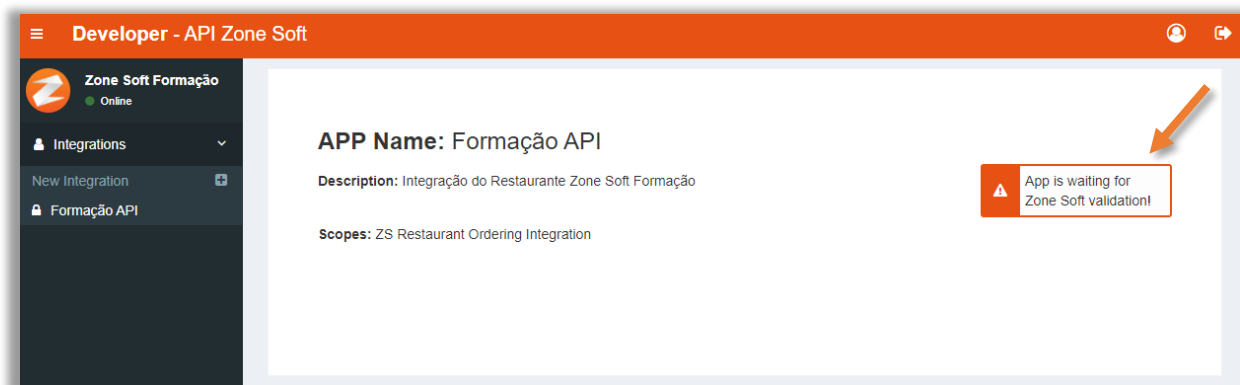 Developer - API Zone Soft
Zone Soft Formação
Online
Integrations
New Integration
Formação API
APP Name: Formação API
Description: Integração do Restaurante Zone Soft Formação
Scopes: ZS Restaurant Ordering Integration
App is waiting for
Zone Soft validation!